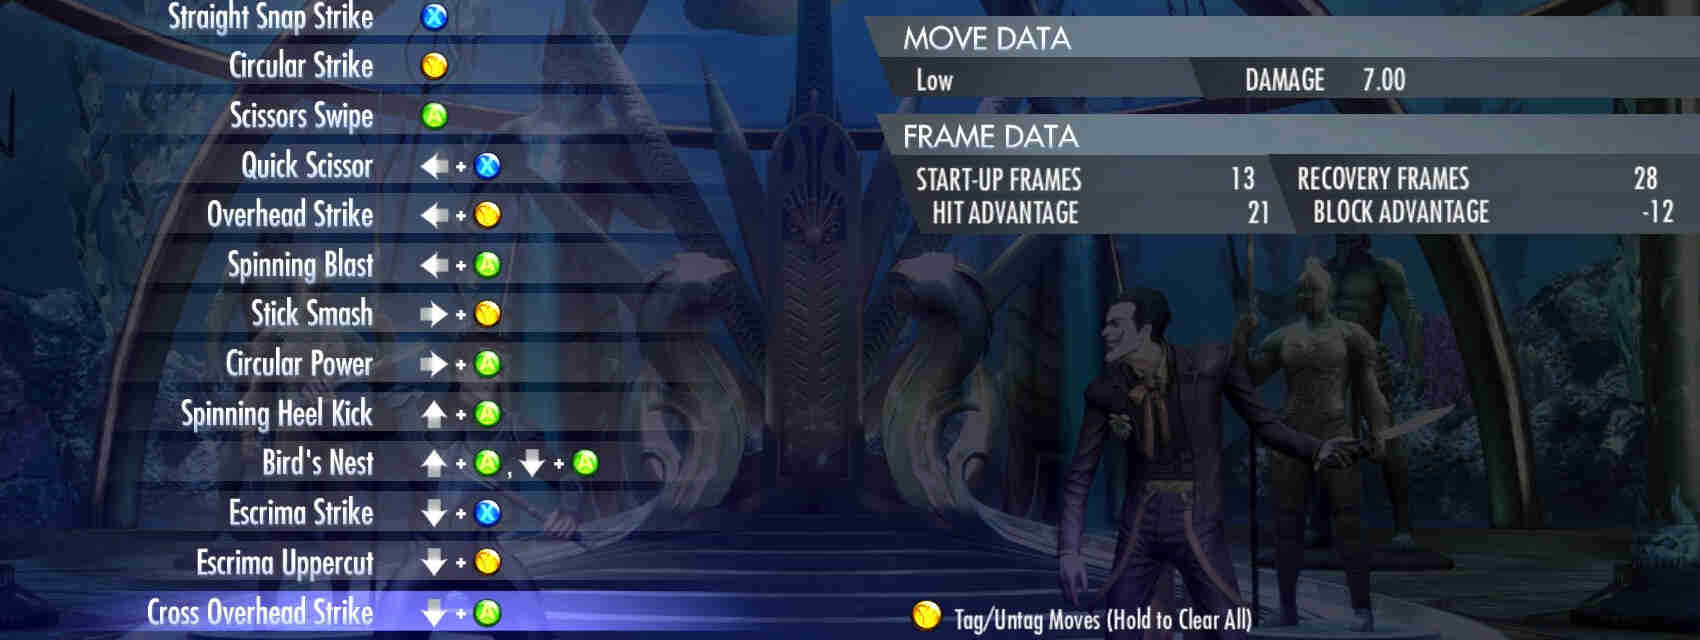 Straight Snap Strike X
Circular Strike Y
Scissors Swipe A
Quick Scissor + X
Overhead Strike + Y
Spinning Blast + A
Stick Smash + Y
Circular Power + A
Spinning Heel Kick + A
Bird's Nest + A , + A
Escrima Strike + X
Escrima Uppercut + Y
Cross Overhead Strike + A
MOVE DATA
Low DAMAGE 7.00
FRAME DATA
START-UP FRAMES 13 RECOVERY FRAMES 28
HIT ADVANTAGE 21 BLOCK ADVANTAGE -12
Y Tag/Untag Moves (Hold to Clear All)